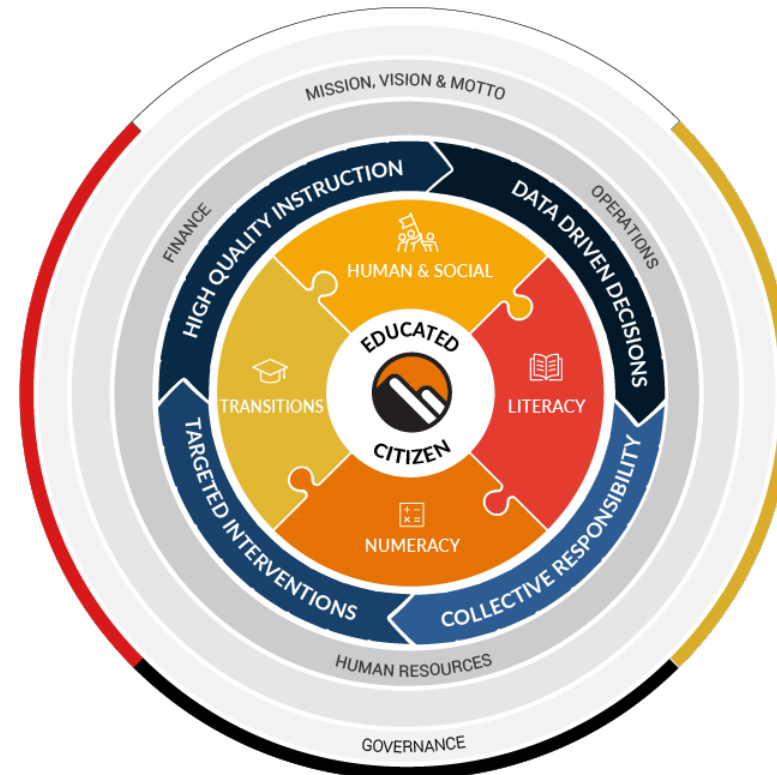 MISSION, VISION & MOTTO
FINANCE
OPERATIONS
HIGH QUALITY INSTRUCTION
DATA DRIVEN DECISIONS
HUMAN & SOCIAL
EDUCATED
CITIZEN
TRANSITIONS
LITERACY
NUMERACY
TARGETED INTERVENTIONS
COLLECTIVE RESPONSIBILITY
HUMAN RESOURCES
GOVERNANCE